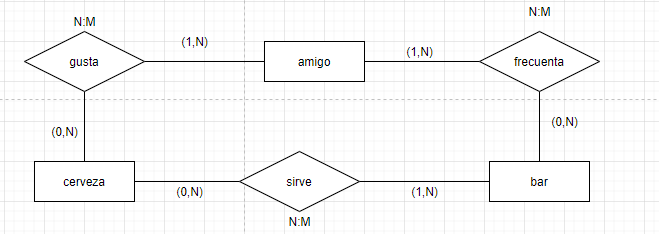 N:M
N:M
(1,N)
(1,N)
gusta
amigo
frecuenta
(0,N)
(0,N)
cerveza
sirve
bar
(0,N)
(1,N)
N:M